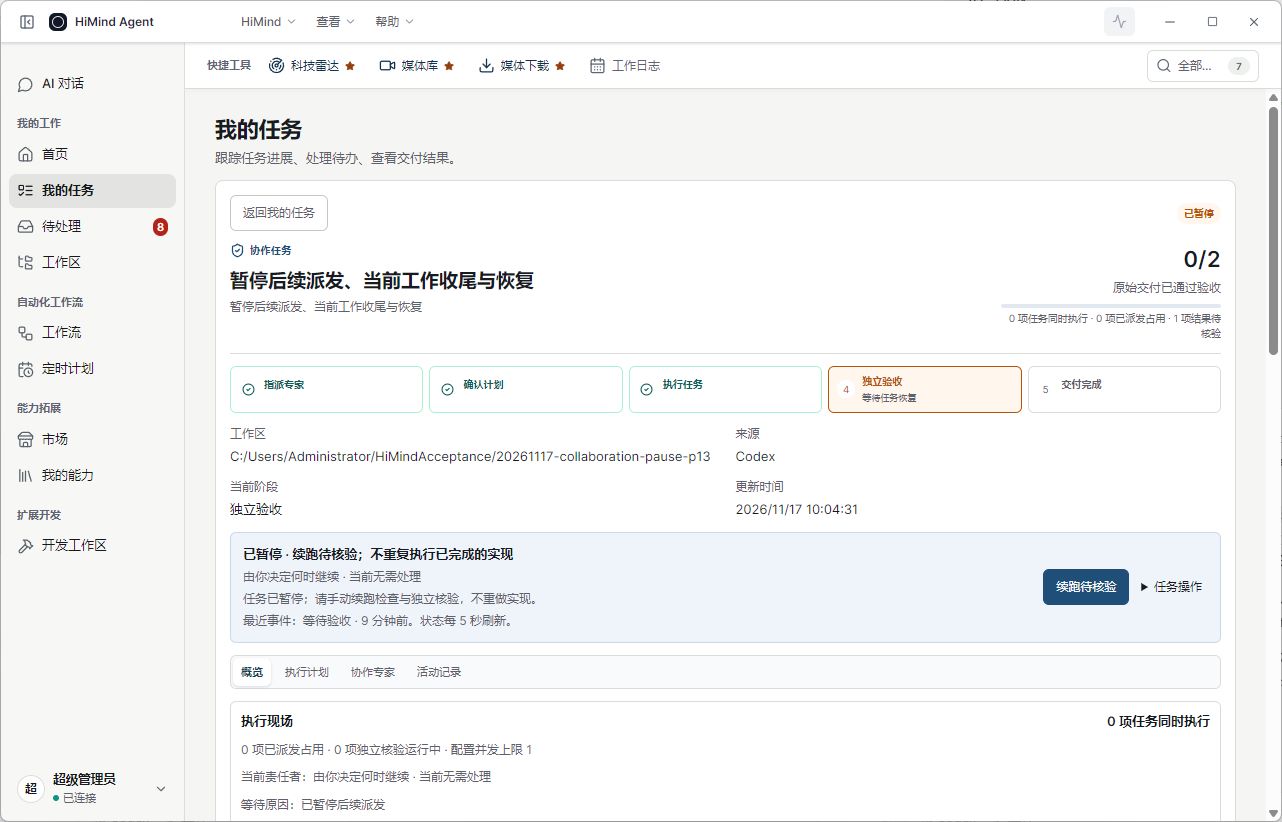 HiMind Agent
HiMind
查看
帮助
快捷工具
科技雷达
媒体库
媒体下载
工作日志
全部...
7
AI 对话
我的工作
首页
我的任务
待处理
8
工作区
自动化工作流
工作流
定时计划
能力拓展
市场
我的能力
扩展开发
开发工作区
超
超级管理员
已连接
我的任务
跟踪任务进展、处理待办、查看交付结果。
返回我的任务
已暂停
协作任务
暂停后续派发、当前工作收尾与恢复
暂停后续派发、当前工作收尾与恢复
0/2
原始交付已通过验收
0 项任务同时执行 · 0 项已派发占用 · 1 项结果待
核验
指派专家
确认计划
执行任务
4
独立验收
等待任务恢复
5
交付完成
工作区
C:/Users/Administrator/HiMindAcceptance/20261117-collaboration-pause-p13
来源
Codex
当前阶段
独立验收
更新时间
2026/11/17 10:04:31
已暂停 · 续跑待核验；不重复执行已完成的实现
由你决定何时继续 · 当前无需处理
任务已暂停；请手动续跑检查与独立核验，不重做实现。
最近事件：等待验收 · 9 分钟前。状态每 5 秒刷新。
续跑待核验
任务操作
概览
执行计划
协作专家
活动记录
执行现场
0 项任务同时执行
0 项已派发占用 · 0 项独立核验运行中 · 配置并发上限 1
当前责任者：由你决定何时继续 · 当前无需处理
等待原因：已暂停后续派发